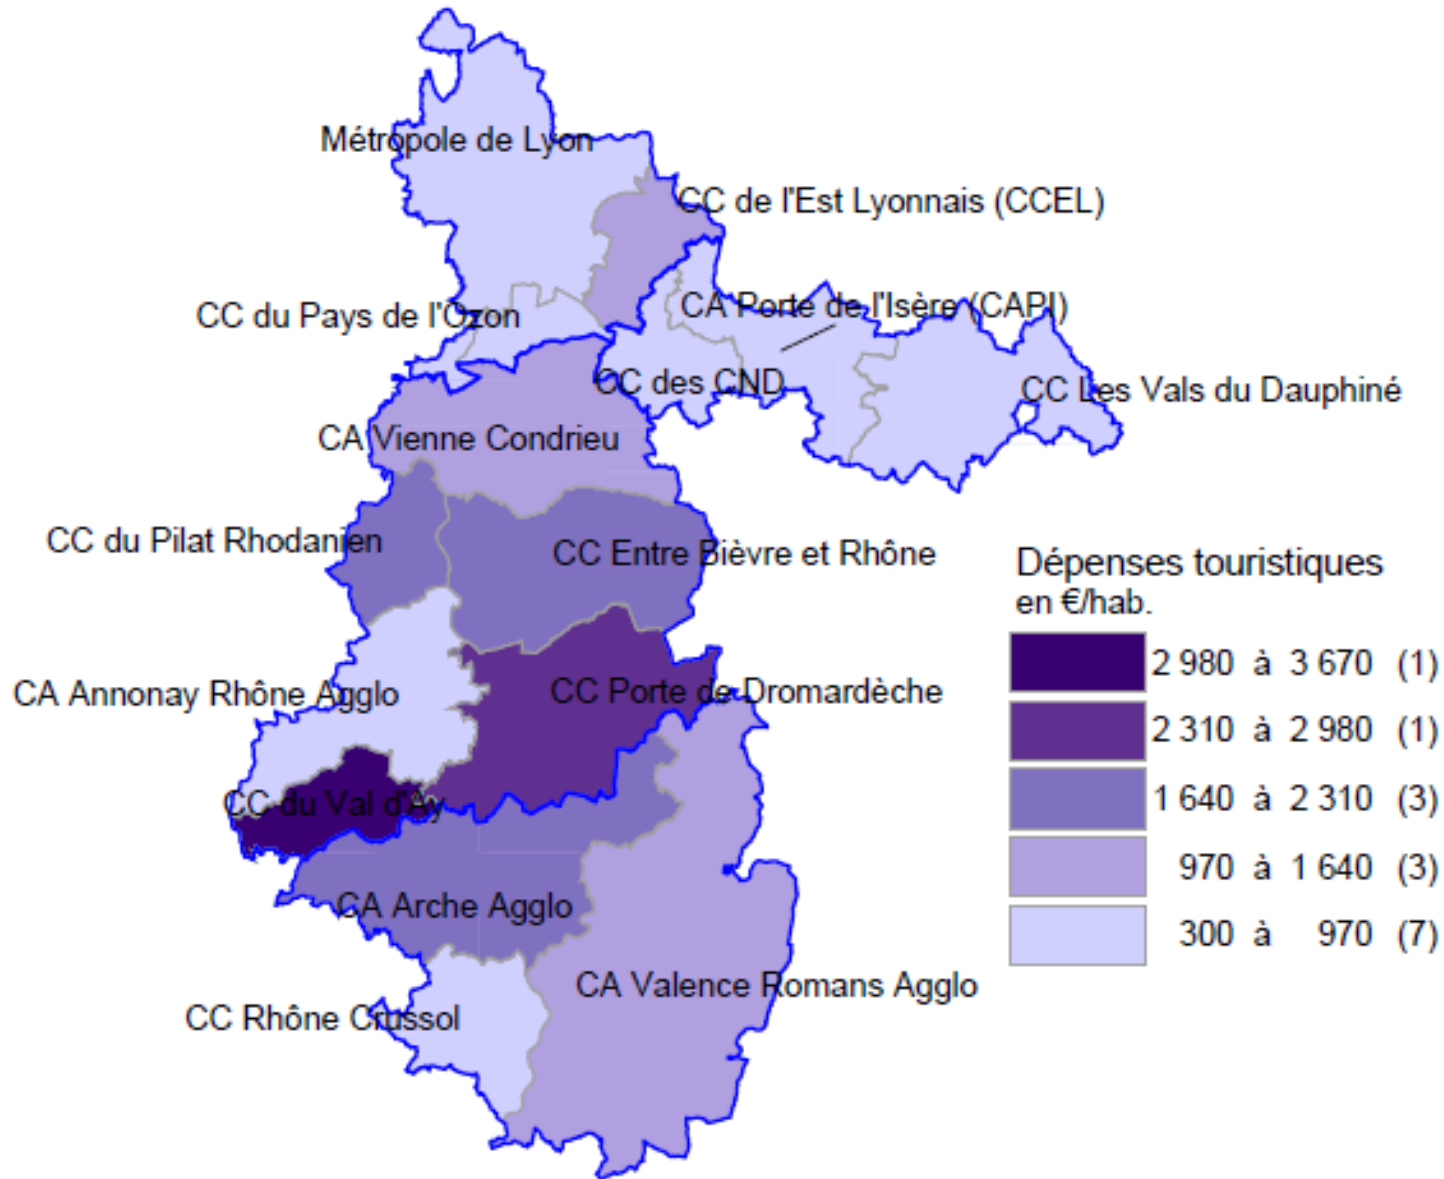 Métropole de Lyon
CC de l'Est Lyonnais (CCEL)
CC du Pays de l'Ozon
CA Porte de l'Isère (CAPI)
CC des CND
CC Les Vals du Dauphiné
CA Vienne Condrieu
CC du Pilat Rhodanien
CC Entre Bièvre et Rhône
CA Annonay Rhône Agglo
CC Porte de Dromardèche
CC du Val d'Ay
CA Arche Agglo
CA Valence Romans Agglo
CC Rhône Crussol
Dépenses touristiques
en €/hab.
2 980 à 3 670 (1)
2 310 à 2 980 (1)
1 640 à 2 310 (3)
970 à 1 640 (3)
300 à 970 (7)